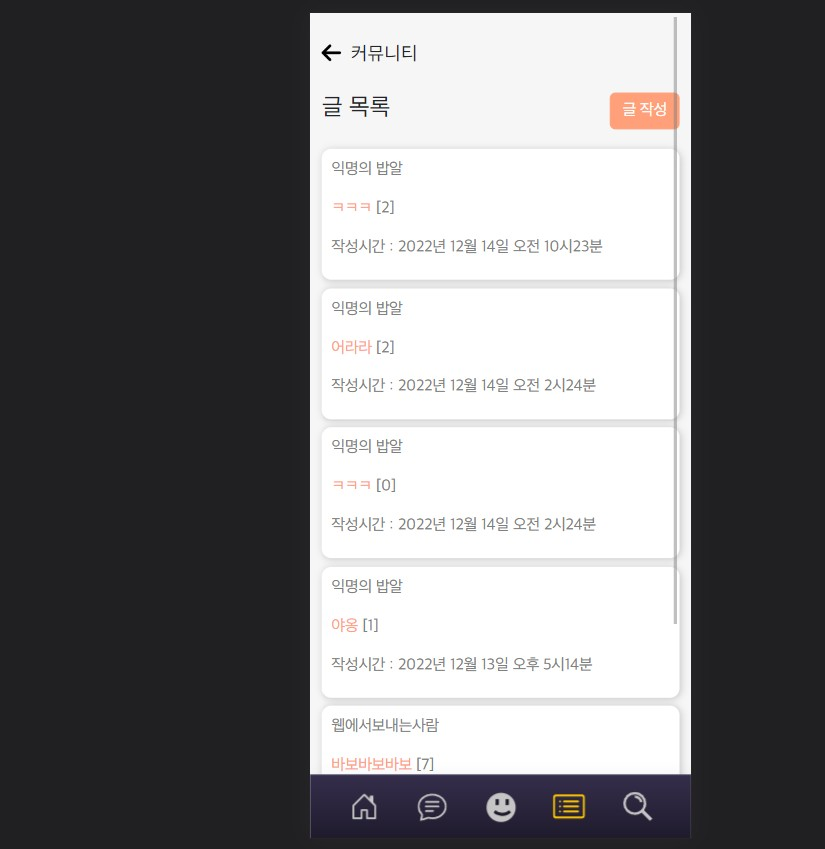 커뮤니티
글 목록
글 작성
익명의 밥알
ㅋㅋㅋ [2]
작성시간 : 2022년 12월 14일 오전 10시23분
익명의 밥알
어라라 [2]
작성시간 : 2022년 12월 14일 오전 2시24분
익명의 밥알
ㅋㅋㅋ [0]
작성시간 : 2022년 12월 14일 오전 2시24분
익명의 밥알
야옹 [1]
작성시간 : 2022년 12월 13일 오후 5시14분
웹에서보내는사람
바보바보바보 [7]